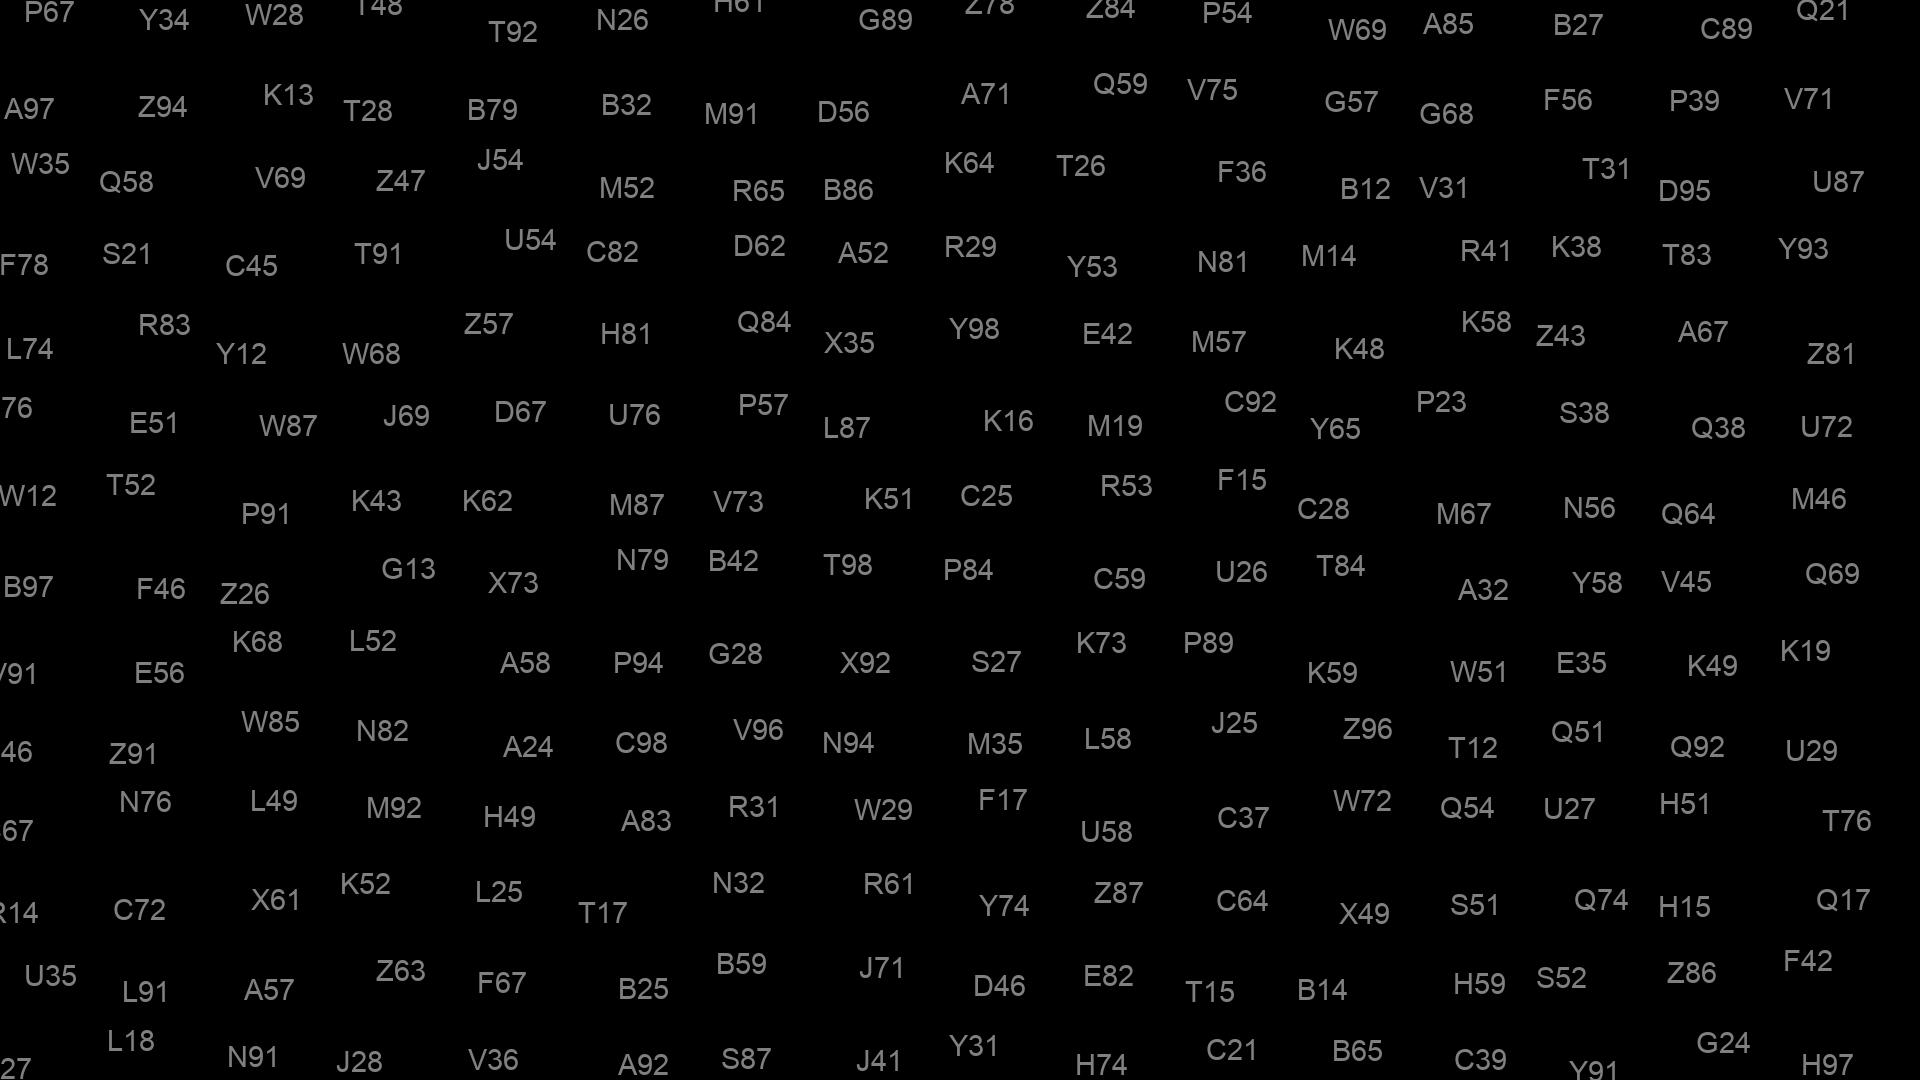 P67 Y34 W28 T48 T92 N26 H61 G89 Z78 Z84 P54 W69 A85 B27 C89 Q21
A97 Z94 K13 T28 B79 B32 M91 D56 A71 Q59 V75 G57 G68 F56 P39 V71
W35 Q58 V69 Z47 J54 M52 R65 B86 K64 T26 F36 B12 V31 T31 D95 U87
F78 S21 C45 T91 U54 C82 D62 A52 R29 Y53 N81 M14 R41 K38 T83 Y93
L74 R83 Y12 W68 Z57 H81 Q84 X35 Y98 E42 M57 K48 K58 Z43 A67 Z81
76 E51 W87 J69 D67 U76 P57 L87 K16 M19 C92 Y65 P23 S38 Q38 U72
W12 T52 P91 K43 K62 M87 V73 K51 C25 R53 F15 C28 M67 N56 Q64 M46
B97 F46 Z26 G13 X73 N79 B42 T98 P84 C59 U26 T84 A32 Y58 V45 Q69
91 E56 K68 L52 A58 P94 G28 X92 S27 K73 P89 K59 W51 E35 K49 K19
46 Z91 W85 N82 A24 C98 V96 N94 M35 L58 J25 Z96 T12 Q51 Q92 U29
67 N76 L49 M92 H49 A83 R31 W29 F17 U58 C37 W72 Q54 U27 H51 T76
R14 C72 X61 K52 L25 T17 N32 R61 Y74 Z87 C64 X49 S51 Q74 H15 Q17
U35 L91 A57 Z63 F67 B25 B59 J71 D46 E82 T15 B14 H59 S52 Z86 F42
27 L18 N91 J28 V36 A92 S87 J41 Y31 H74 C21 B65 C39 Y91 G24 H97